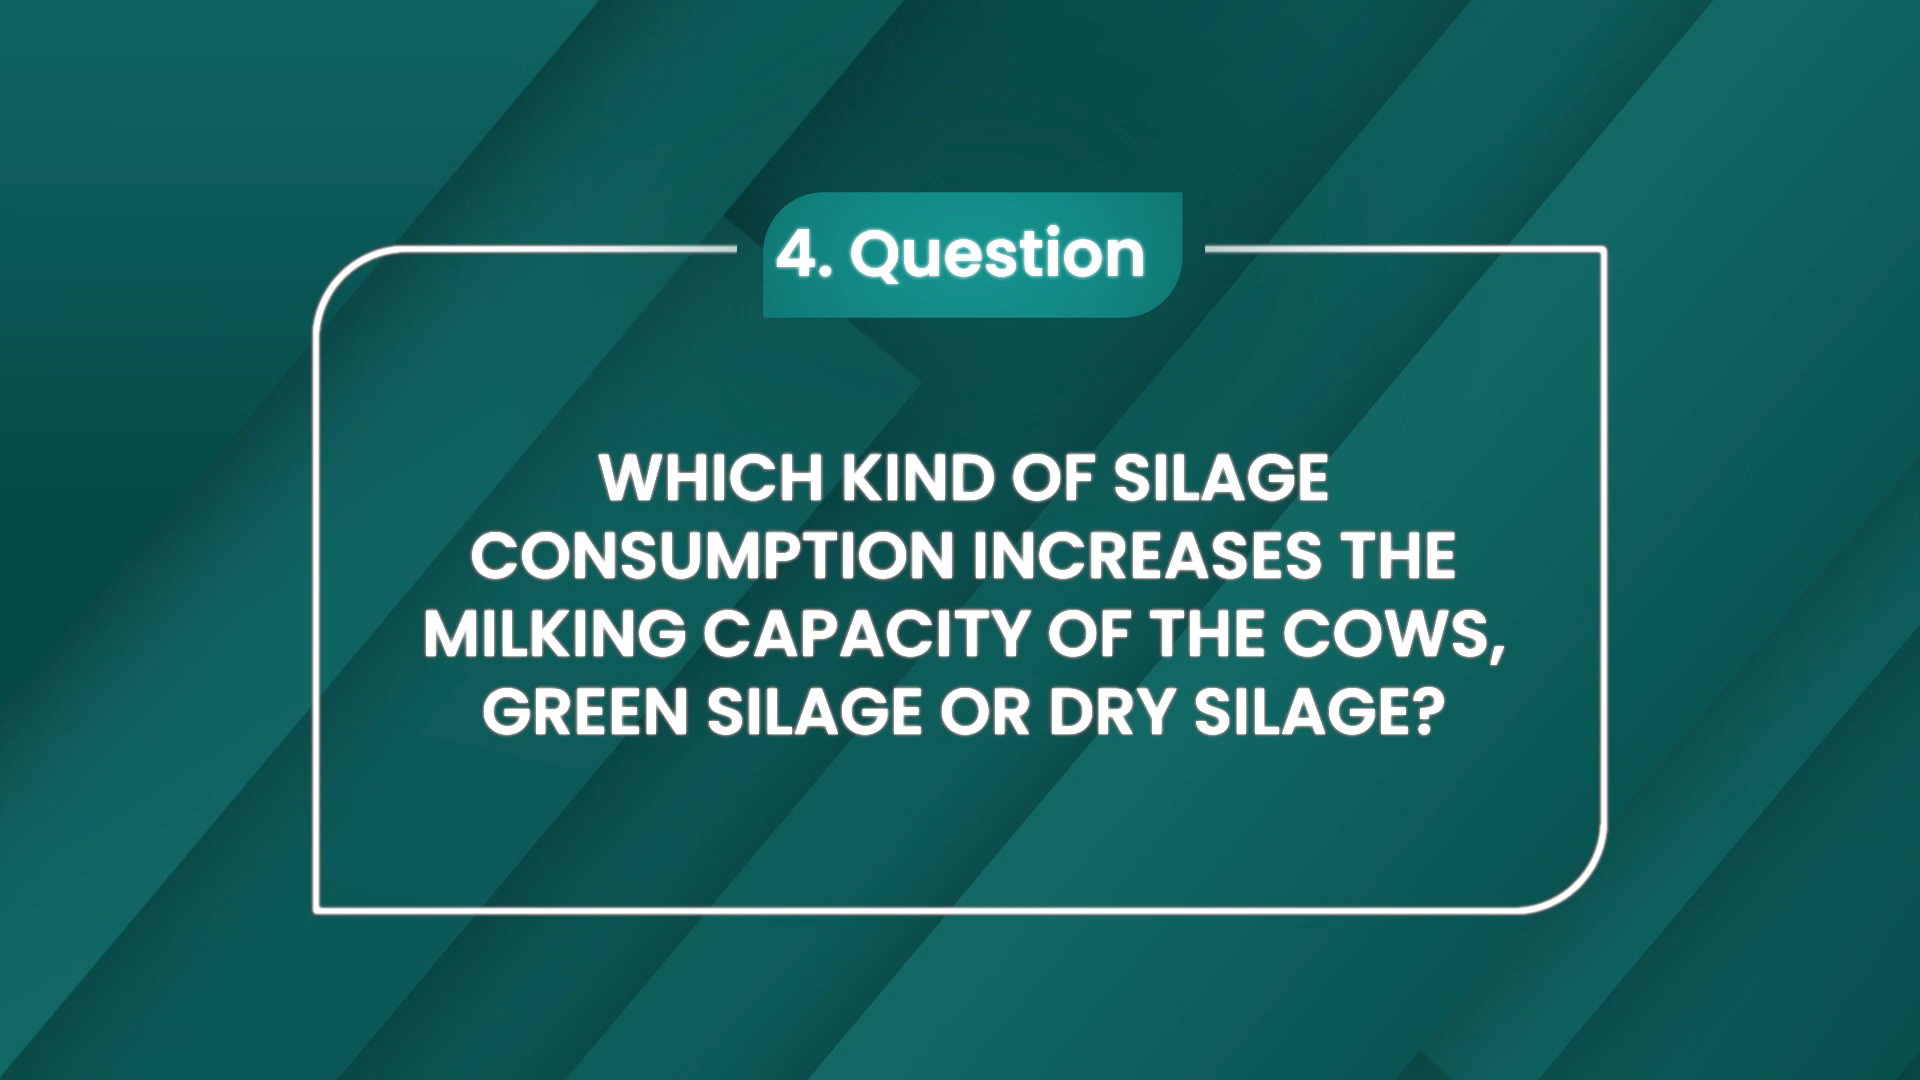 4. Question
WHICH KIND OF SILAGE
CONSUMPTION INCREASES THE
MILKING CAPACITY OF THE COWS,
GREEN SILAGE OR DRY SILAGE?